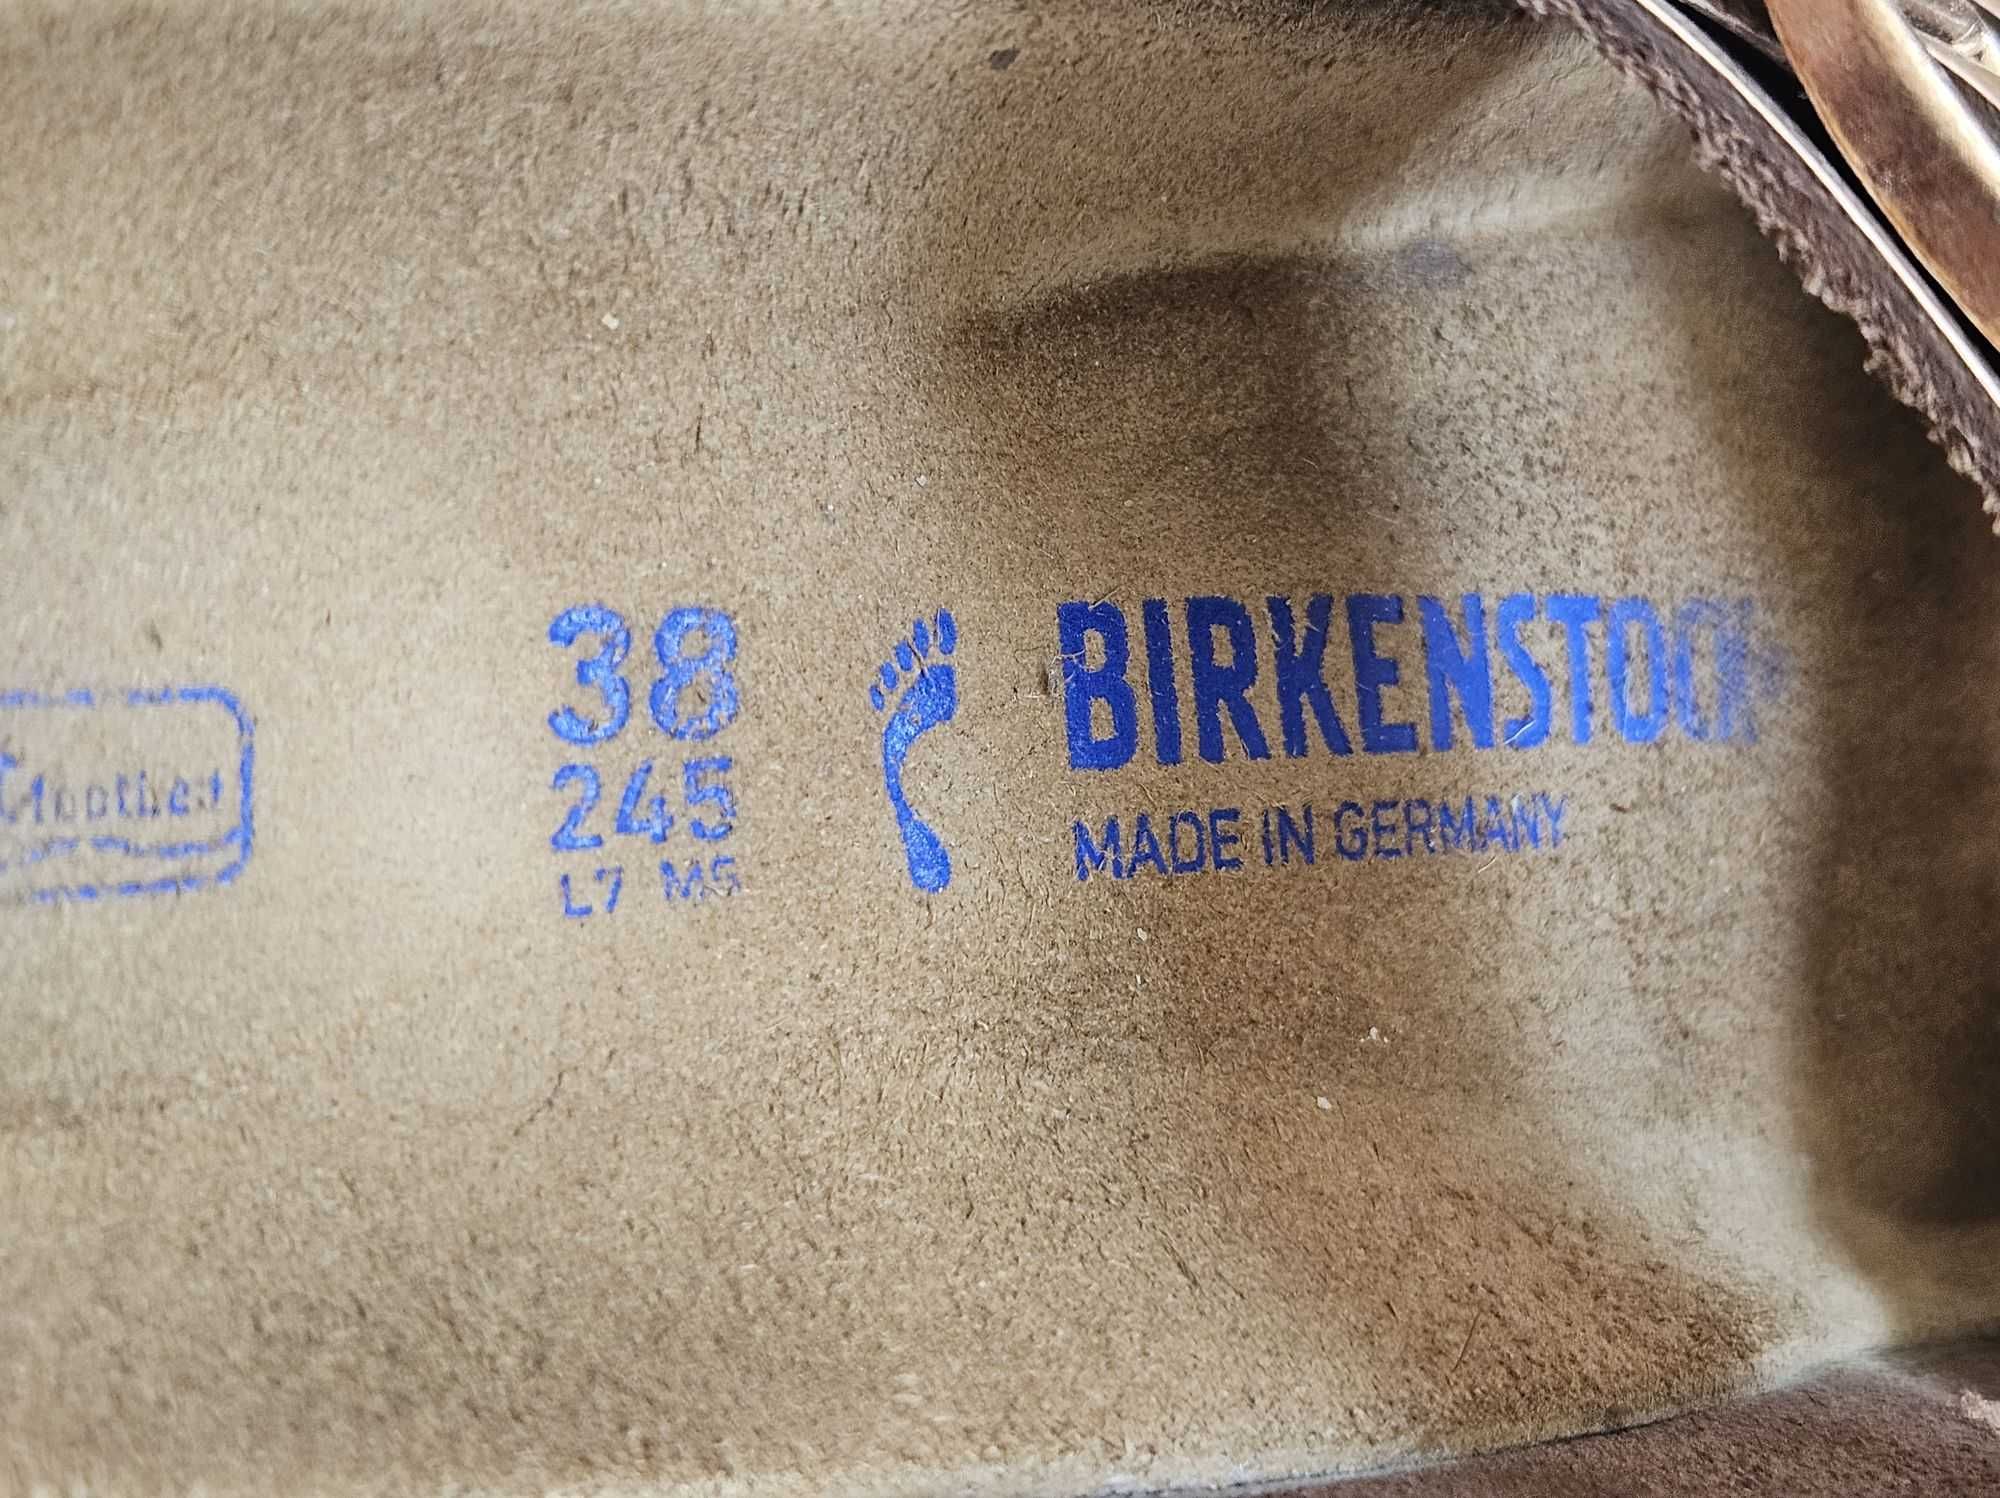 38
245
L7 M5
BIRKENSTOCK
MADE IN GERMANY